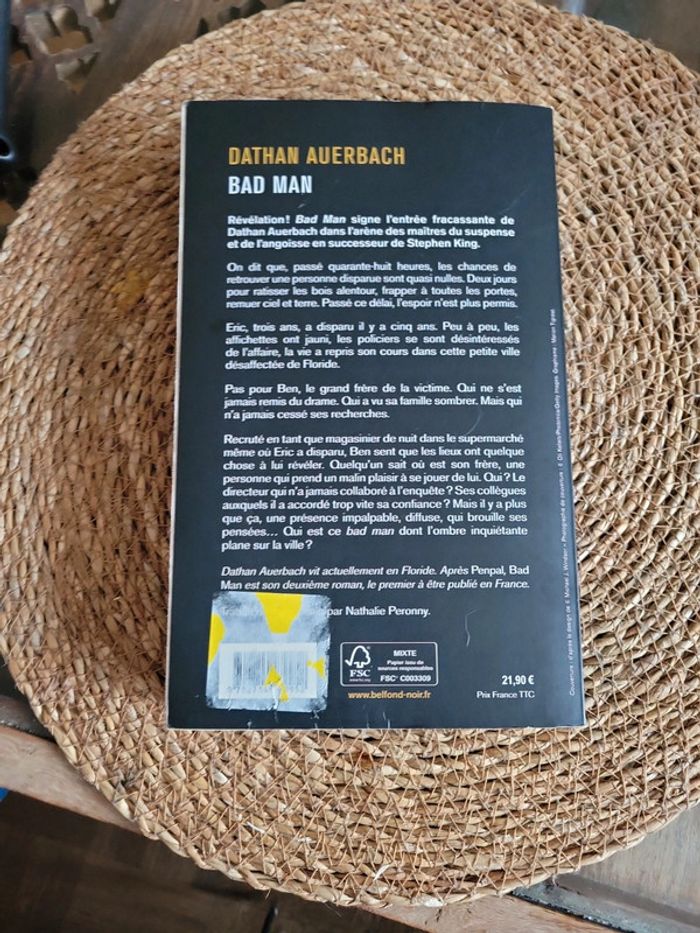 DATHAN AUERBACH
BAD MAN
Révélation ! Bad Man signe l'entrée fracassante de
Dathan Auerbach dans l'arène des maîtres du suspense
et de l'angoisse en successeur de Stephen King.
On dit que, passé quarante-huit heures, les chances de
retrouver une personne disparue sont quasi nulles. Deux jours
pour ratisser les bois alentour, frapper à toutes les portes,
remuer ciel et terre. Passé ce délai, l'espoir n'est plus permis.
Eric, trois ans, a disparu il y a cinq ans. Peu à peu, les
affichettes ont jauni, les policiers se sont désintéressés
de l'affaire, la vie a repris son cours dans cette petite ville
désaffectée de Floride.
Pas pour Ben, le grand frère de la victime. Qui ne s'est
jamais remis du drame. Qui a vu sa famille sombrer. Mais qui
n'a jamais cessé ses recherches.
Recruté en tant que magasinier de nuit dans le supermarché
même où Eric a disparu, Ben sent que les lieux ont quelque
chose à lui révéler. Quelqu'un sait où est son frère, une
personne qui prend un malin plaisir à se jouer de lui. Qui ? Le
directeur qui n'a jamais collaboré à l'enquête ? Ses collègues
auxquels il a accordé trop vite sa confiance ? Mais il y a plus
que ça, une présence impalpable, diffuse, qui brouille ses
pensées... Qui est ce bad man dont l'ombre inquiétante
plane sur la ville ?
Dathan Auerbach vit actuellement en Floride. Après Penpal, Bad
Man est son deuxième roman, le premier à être publié en France.
par Nathalie Peronny.
FSC
www.fsc.org
MIXTE
Papier issu de
sources responsables
FSC® C003309
www.belfond-noir.fr
21,90 €
Prix France TTC
Couverture : d'après le design de © Michael J. Windsor – Photographie de couverture : ©